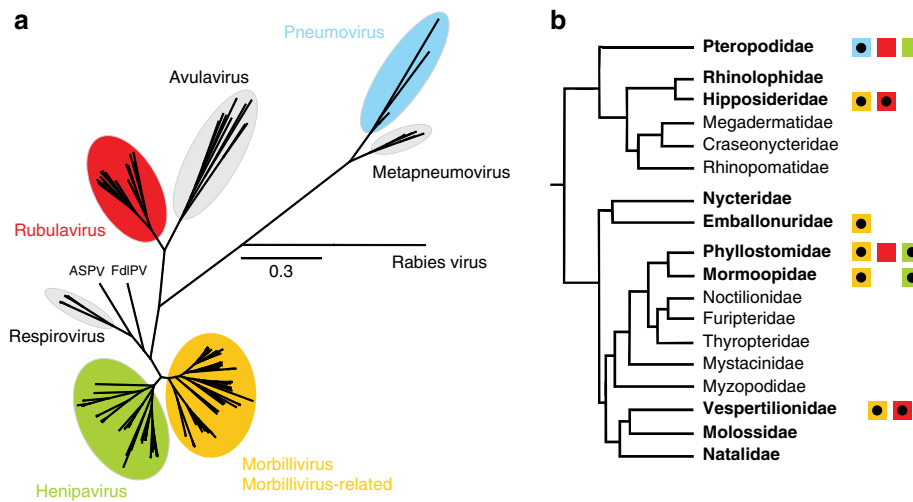 a
Pneumovirus
Avulavirus
Metapneumovirus
Rubulavirus
Rabies virus
0.3
ASPV
FdlPV
Respirovirus
Henipavirus
Morbillivirus
Morbillivirus-related
b
Pteropodidae
Rhinolophidae
Hipposideridae
Megadermatidae
Craseonycteridae
Rhinopomatidae
Nycteridae
Emballonuridae
Phyllostomidae
Mormoopidae
Noctilionidae
Furipteridae
Thyropteridae
Mystacinidae
Myzopodidae
Vespertilionidae
Molossidae
Natalidae